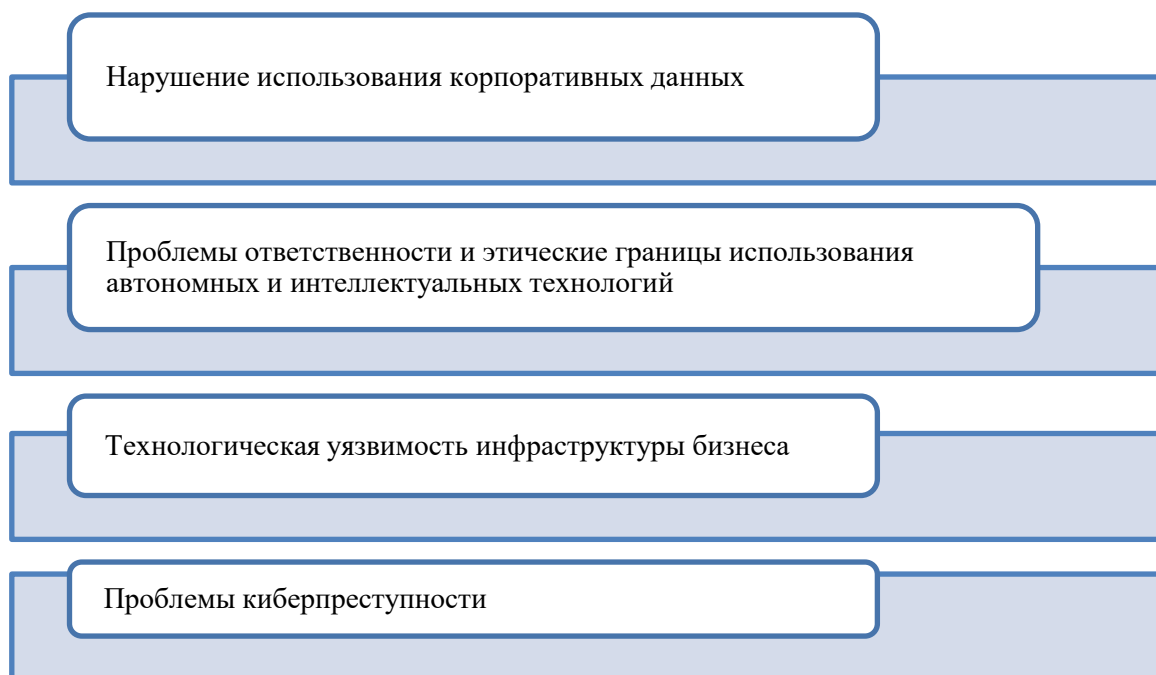 Нарушение использования корпоративных данных
Проблемы ответственности и этические границы использования
автономных и интеллектуальных технологий
Технологическая уязвимость инфраструктуры бизнеса
Проблемы киберпреступности